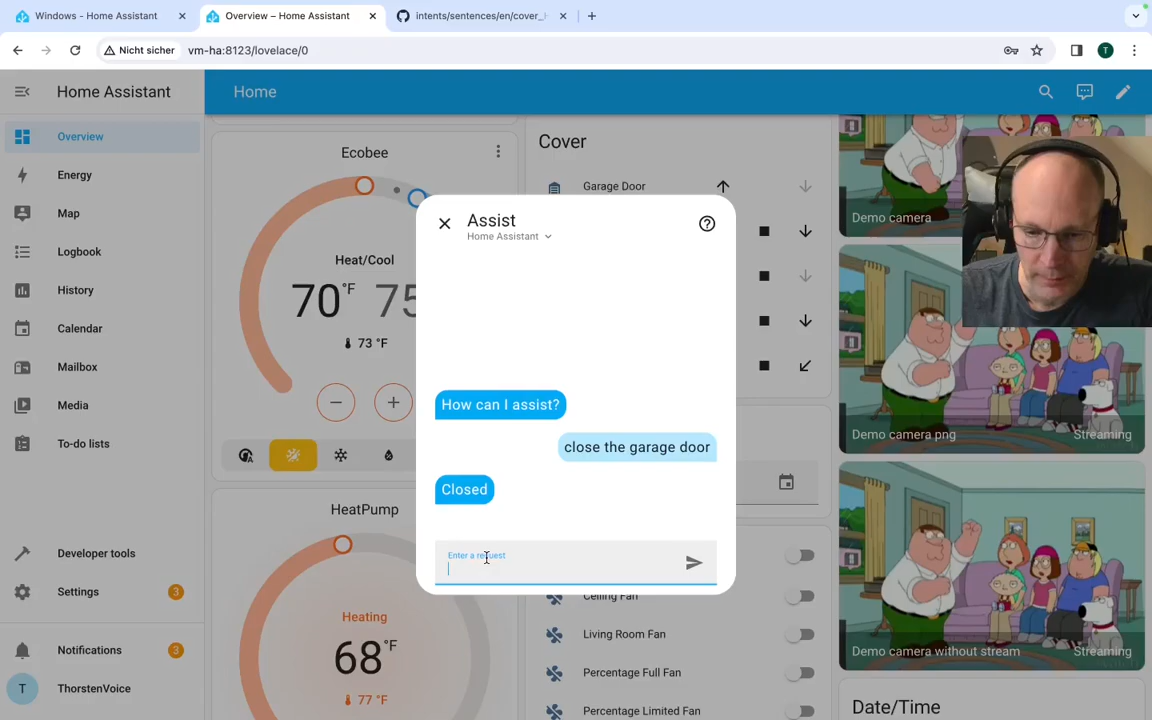 Windows - Home Assistant
Overview – Home Assistant
intents/sentences/en/cover_
Nicht sicher
vm-ha:8123/lovelace/0
T
Home Assistant
Home
Overview
Energy
Map
Logbook
History
Calendar
Mailbox
Media
To-do lists
Developer tools
Settings
3
Notifications
3
T
ThorstenVoice
Ecobee
Heat/Cool
70 °F
75
73 °F
HeatPump
Heating
68 °F
77 °F
Cover
Garage Door
Assist
Home Assistant
How can I assist?
close the garage door
Closed
Enter a request
Ceiling Fan
Living Room Fan
Percentage Full Fan
Percentage Limited Fan
Demo camera
Demo camera png
Streaming
Demo camera without stream
Streaming
Date/Time